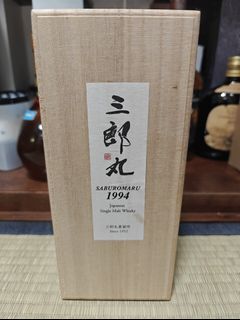 三郎丸
SABUROMARU
1994
Japanese
Single Malt Whisky
三郎丸蒸留所
Since 1952